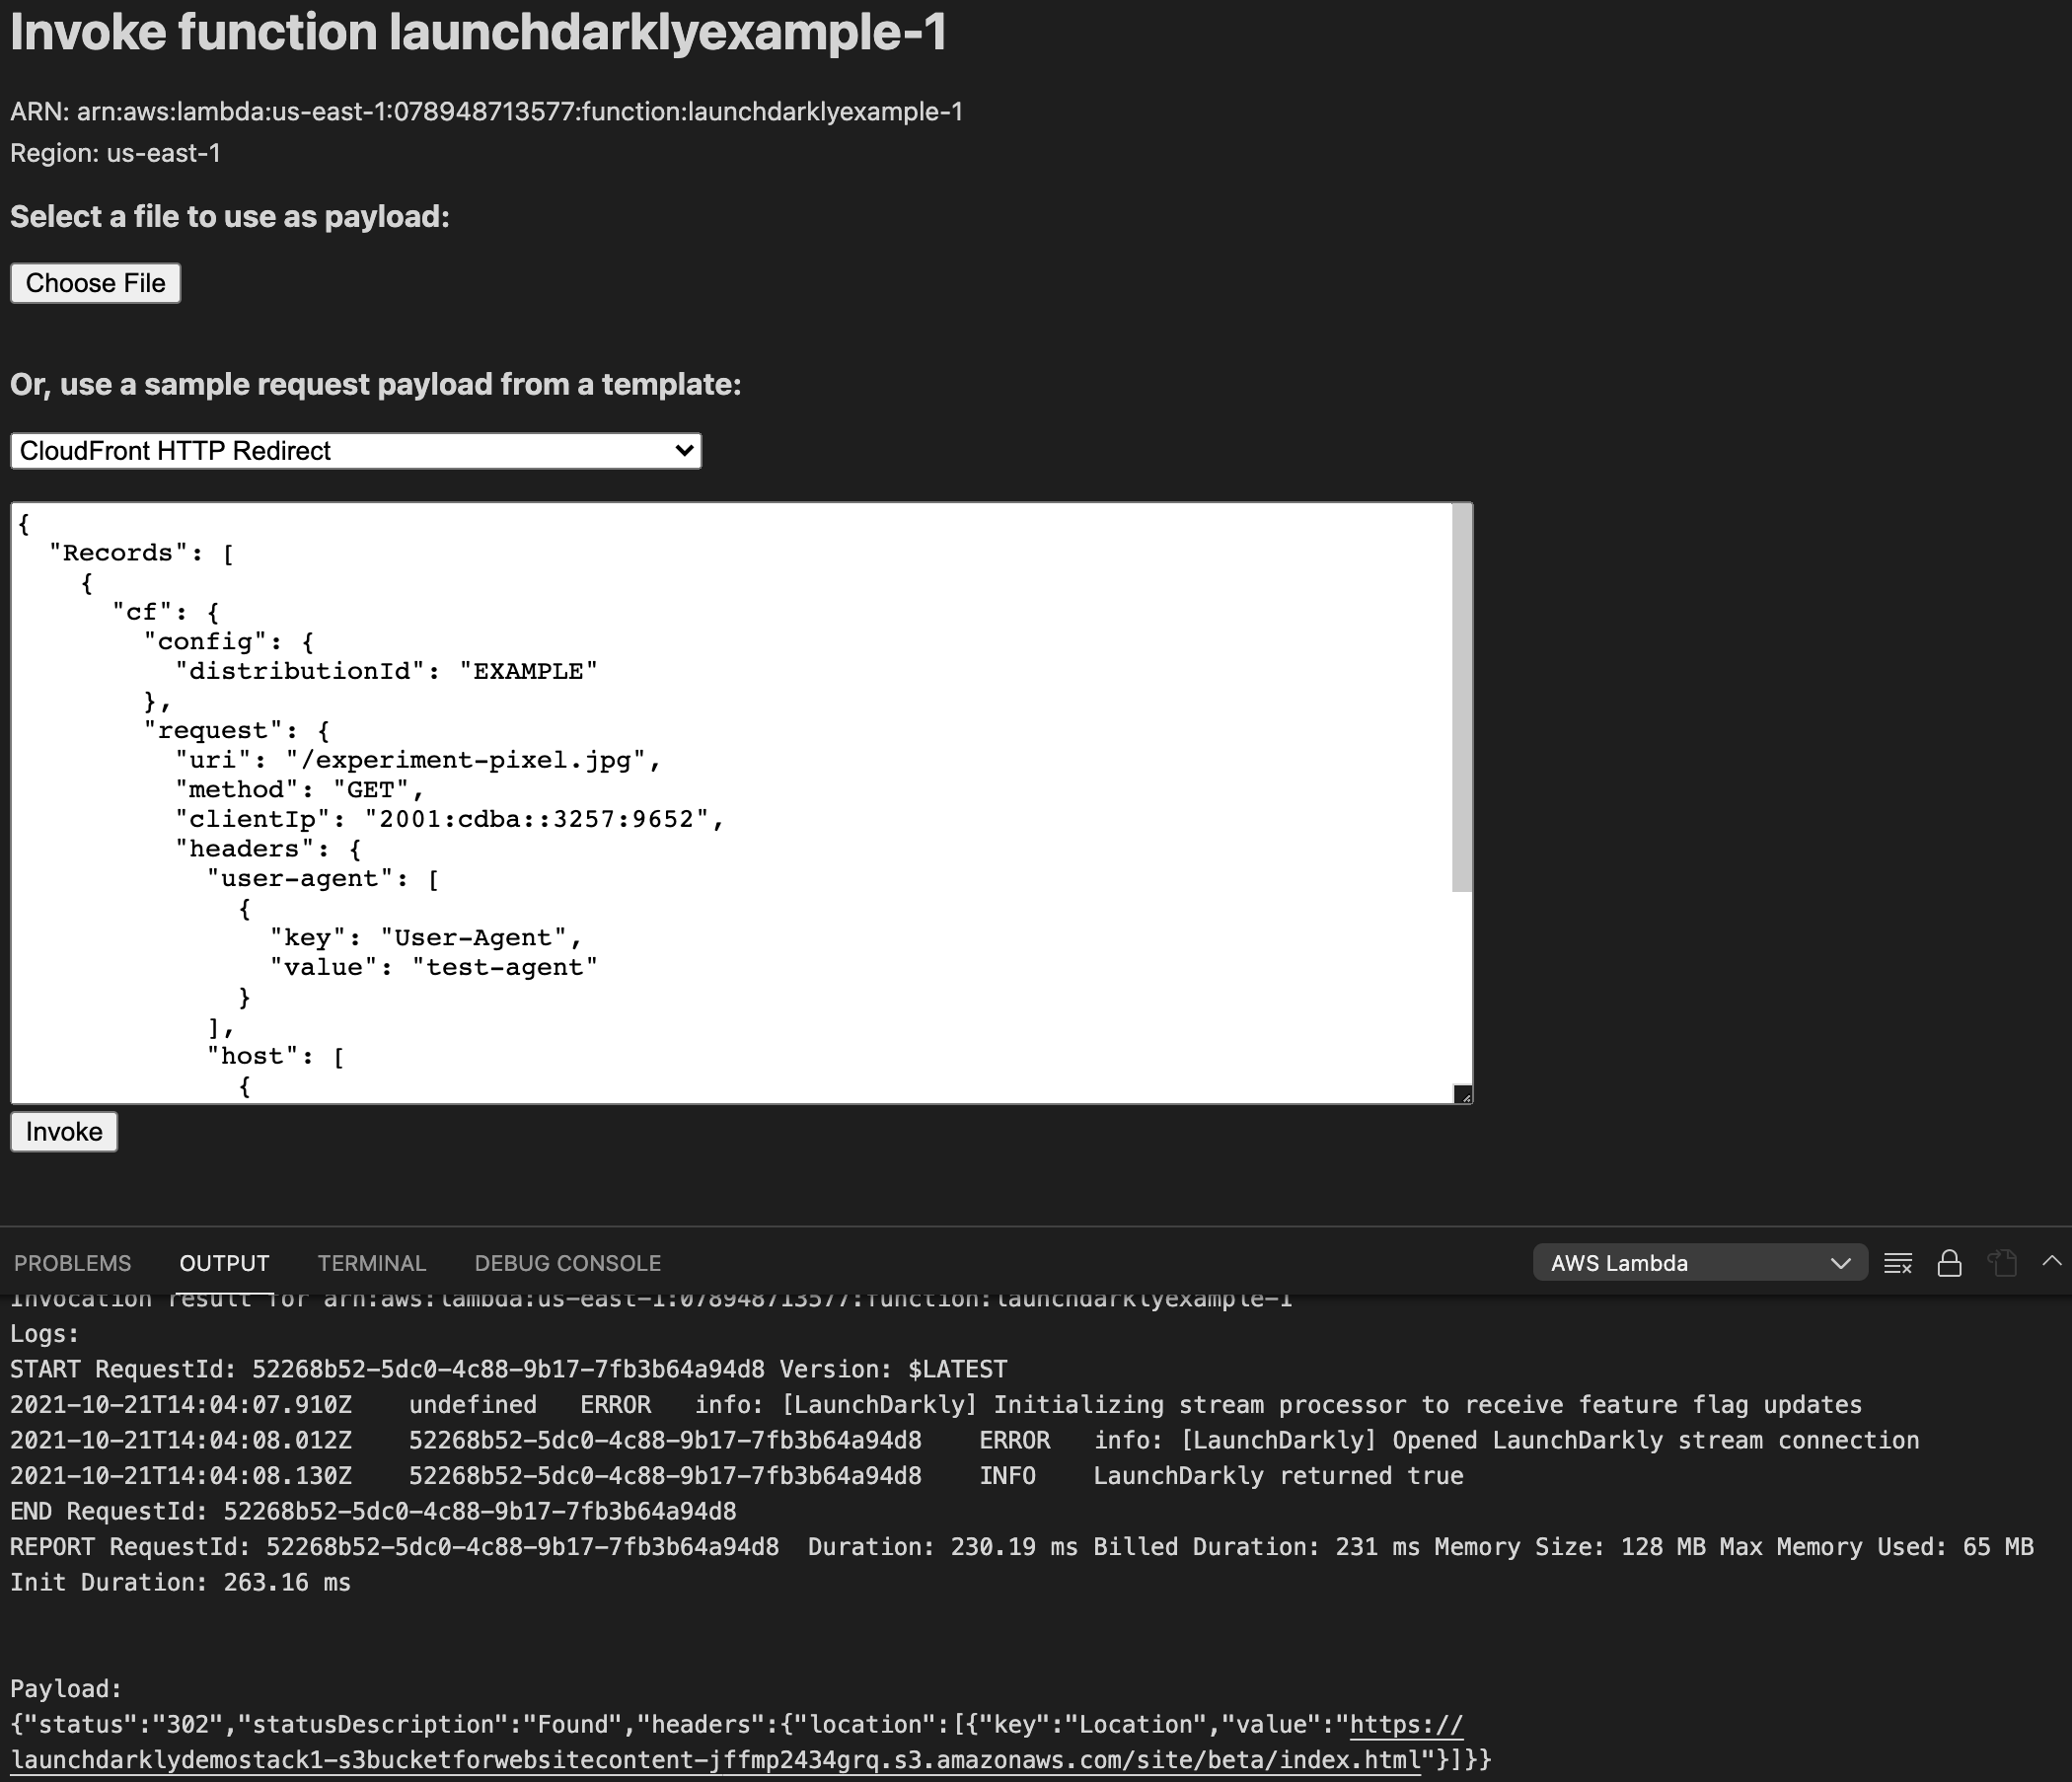 Invoke function launchdarklyexample-1
ARN: arn:aws:lambda:us-east-1:078948713577:function:launchdarklyexample-1
Region: us-east-1
Select a file to use as payload:
Choose File
Or, use a sample request payload from a template:
CloudFront HTTP Redirect
{
"Records": [
{
"cf": {
"config": {
"distributionId": "EXAMPLE"
},
"request": {
"uri": "/experiment-pixel.jpg",
"method": "GET",
"clientIp": "2001:cdba::3257:9652",
"headers": {
"user-agent": [
{
"key": "User-Agent",
"value": "test-agent"
}
],
"host": [
{
Invoke
PROBLEMS OUTPUT TERMINAL DEBUG CONSOLE AWS Lambda
Invocation result for arn:aws:lambda:us-east-1:078948713577:function:launchdarklyexample-1
Logs:
START RequestId: 52268b52-5dc0-4c88-9b17-7fb3b64a94d8 Version: $LATEST
2021-10-21T14:04:07.910Z undefined ERROR info: [LaunchDarkly] Initializing stream processor to receive feature flag updates
2021-10-21T14:04:08.012Z 52268b52-5dc0-4c88-9b17-7fb3b64a94d8 ERROR info: [LaunchDarkly] Opened LaunchDarkly stream connection
2021-10-21T14:04:08.130Z 52268b52-5dc0-4c88-9b17-7fb3b64a94d8 INFO LaunchDarkly returned true
END RequestId: 52268b52-5dc0-4c88-9b17-7fb3b64a94d8
REPORT RequestId: 52268b52-5dc0-4c88-9b17-7fb3b64a94d8 Duration: 230.19 ms Billed Duration: 231 ms Memory Size: 128 MB Max Memory Used: 65 MB
Init Duration: 263.16 ms
Payload:
{"status":"302","statusDescription":"Found","headers":{"location":[{"key":"Location","value":"https://
launchdarklydemostack1-s3bucketforwebsitecontent-jffmp2434grq.s3.amazonaws.com/site/beta/index.html"}]}}